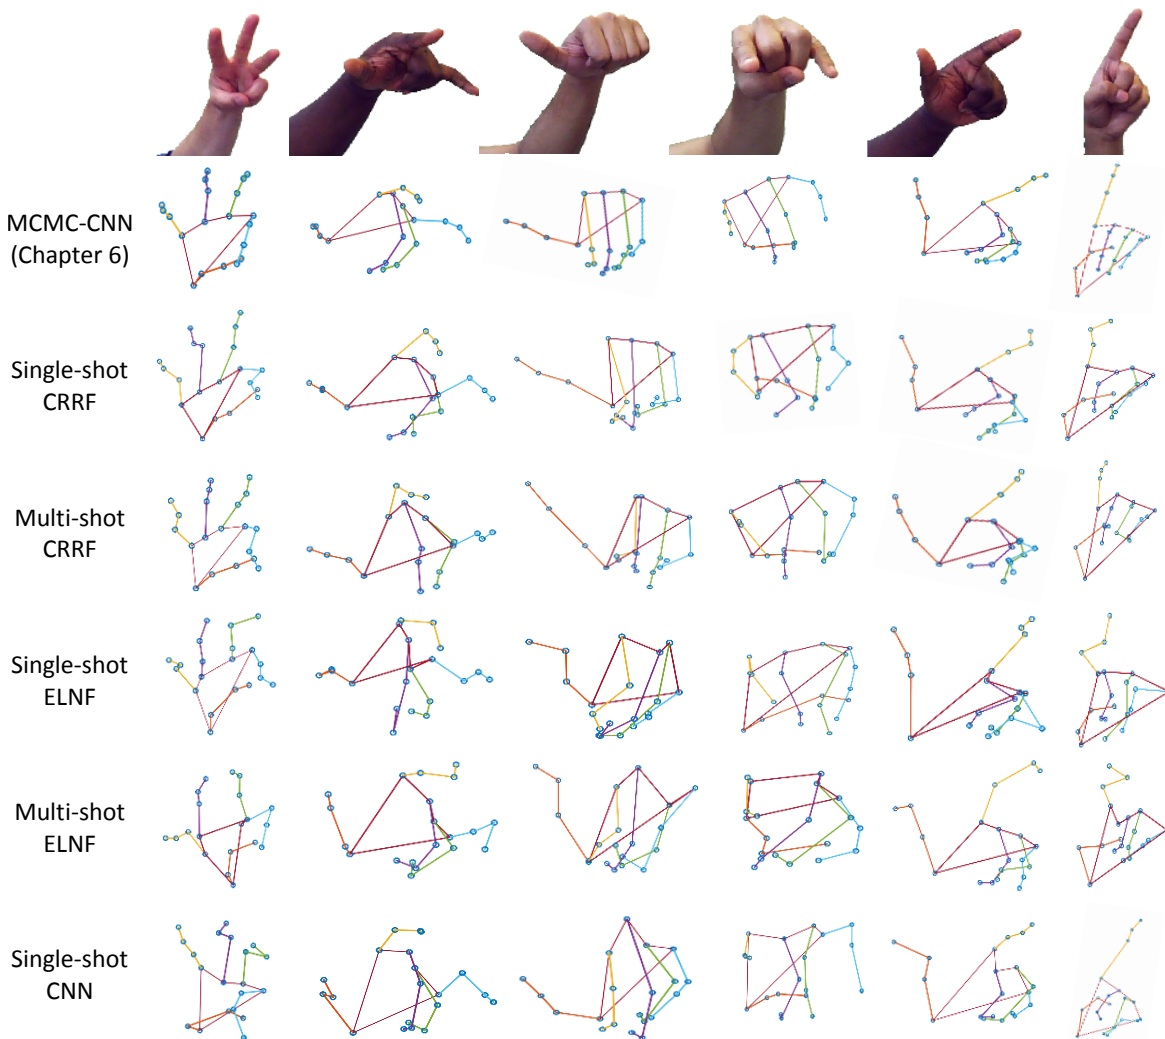 MCMC-CNN
(Chapter 6)
Single-shot
CRRF
Multi-shot
CRRF
Single-shot
ELNF
Multi-shot
ELNF
Single-shot
CNN